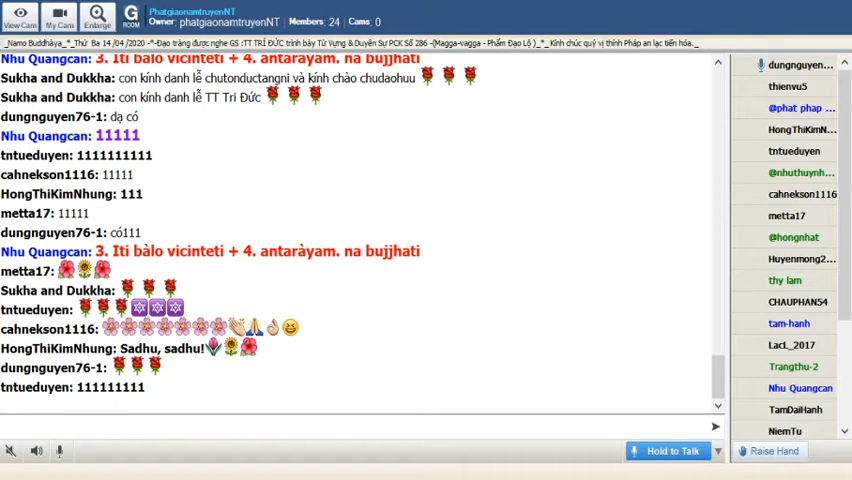 View Cam
My Cam
Enlarge
G
ROOM
PhatgiaonamtruyenNT
Owner: phatgiaonamtruyenNT Members: 24 Cams: 0
_Namo Buddhàya_*_Thứ Ba 14 /04 /2020 -*-Đạo tràng được nghe GS :TT TRÍ ĐỨC trình bày Từ Vựng & Duyên Sự PCK Số 286 -(Magga-vagga - Phẩm Đạo Lộ )_*_ Kính chúc quý vị thính Pháp an lạc tiến hóa._
Nhu Quangcan: 3. Iti bàlo vicinteti + 4. antaràyam. na bujjhati
Sukha and Dukkha: con kính danh lễ chutonductangni và kính chào chudaohuu
Sukha and Dukkha: con kính danh lễ TT Tri Đức
dungnguyen76-1: dạ có
Nhu Quangcan: 11111
tntueduyen: 1111111111
cahnekson1116: 11111
HongThiKimNhung: 111
metta17: 11111
dungnguyen76-1: có111
Nhu Quangcan: 3. Iti bàlo vicinteti + 4. antaràyam. na bujjhati
metta17:
Sukha and Dukkha:
tntueduyen:
cahnekson1116:
HongThiKimNhung: Sadhu, sadhu!
dungnguyen76-1:
tntueduyen: 111111111
dungnguyen...
thienvu5
@phat phap ...
HongThiKimN...
tntueduyen
@nhuthuynh...
cahnekson1116
metta17
@hongnhat
Huyenmong2...
thy lam
CHAUPHAN54
tam-hanh
LacL_2017
Trangthu-2
Nhu Quangcan
TamDaiHanh
NiemTu
Hold to Talk
Raise Hand